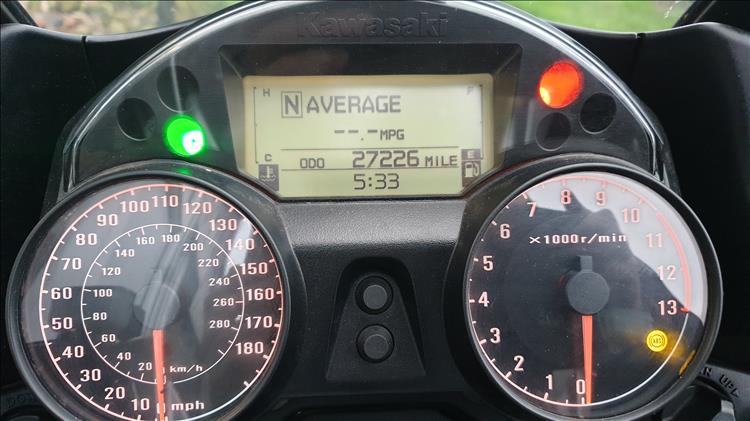 Kawasaki
H F
N AVERAGE
--.- MPG
ODO 27226 MILE
C E
5:33
10 20 30 40 50 60 70 80 90 100 110 120 130 140 150 160 170 180
mph
20 40 60 80 100 120 140 160 180 200 220 240 260 280
km/h
0 1 2 3 4 5 6 7 8 9 10 11 12 13
×1000r/min
ABS